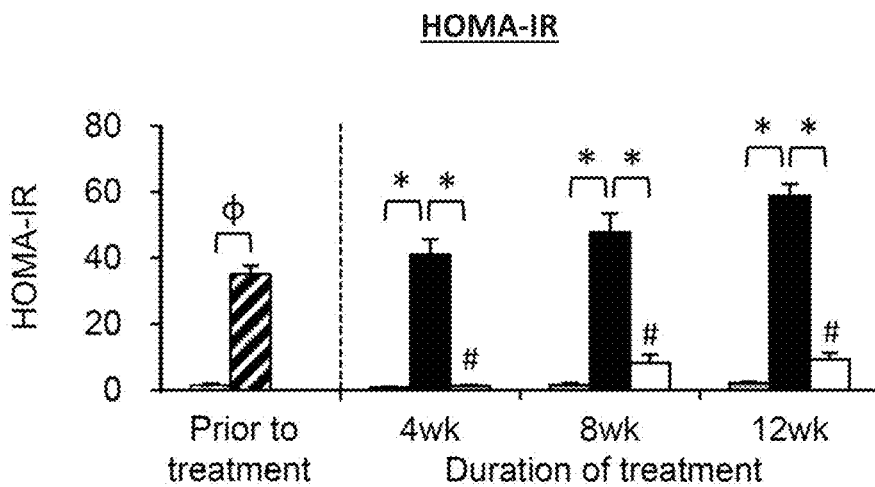 HOMA-IR
HOMA-IR
80
60
40
20
0
ϕ
* *
#
* *
#
* *
#
Prior to
treatment
4wk
8wk
12wk
Duration of treatment